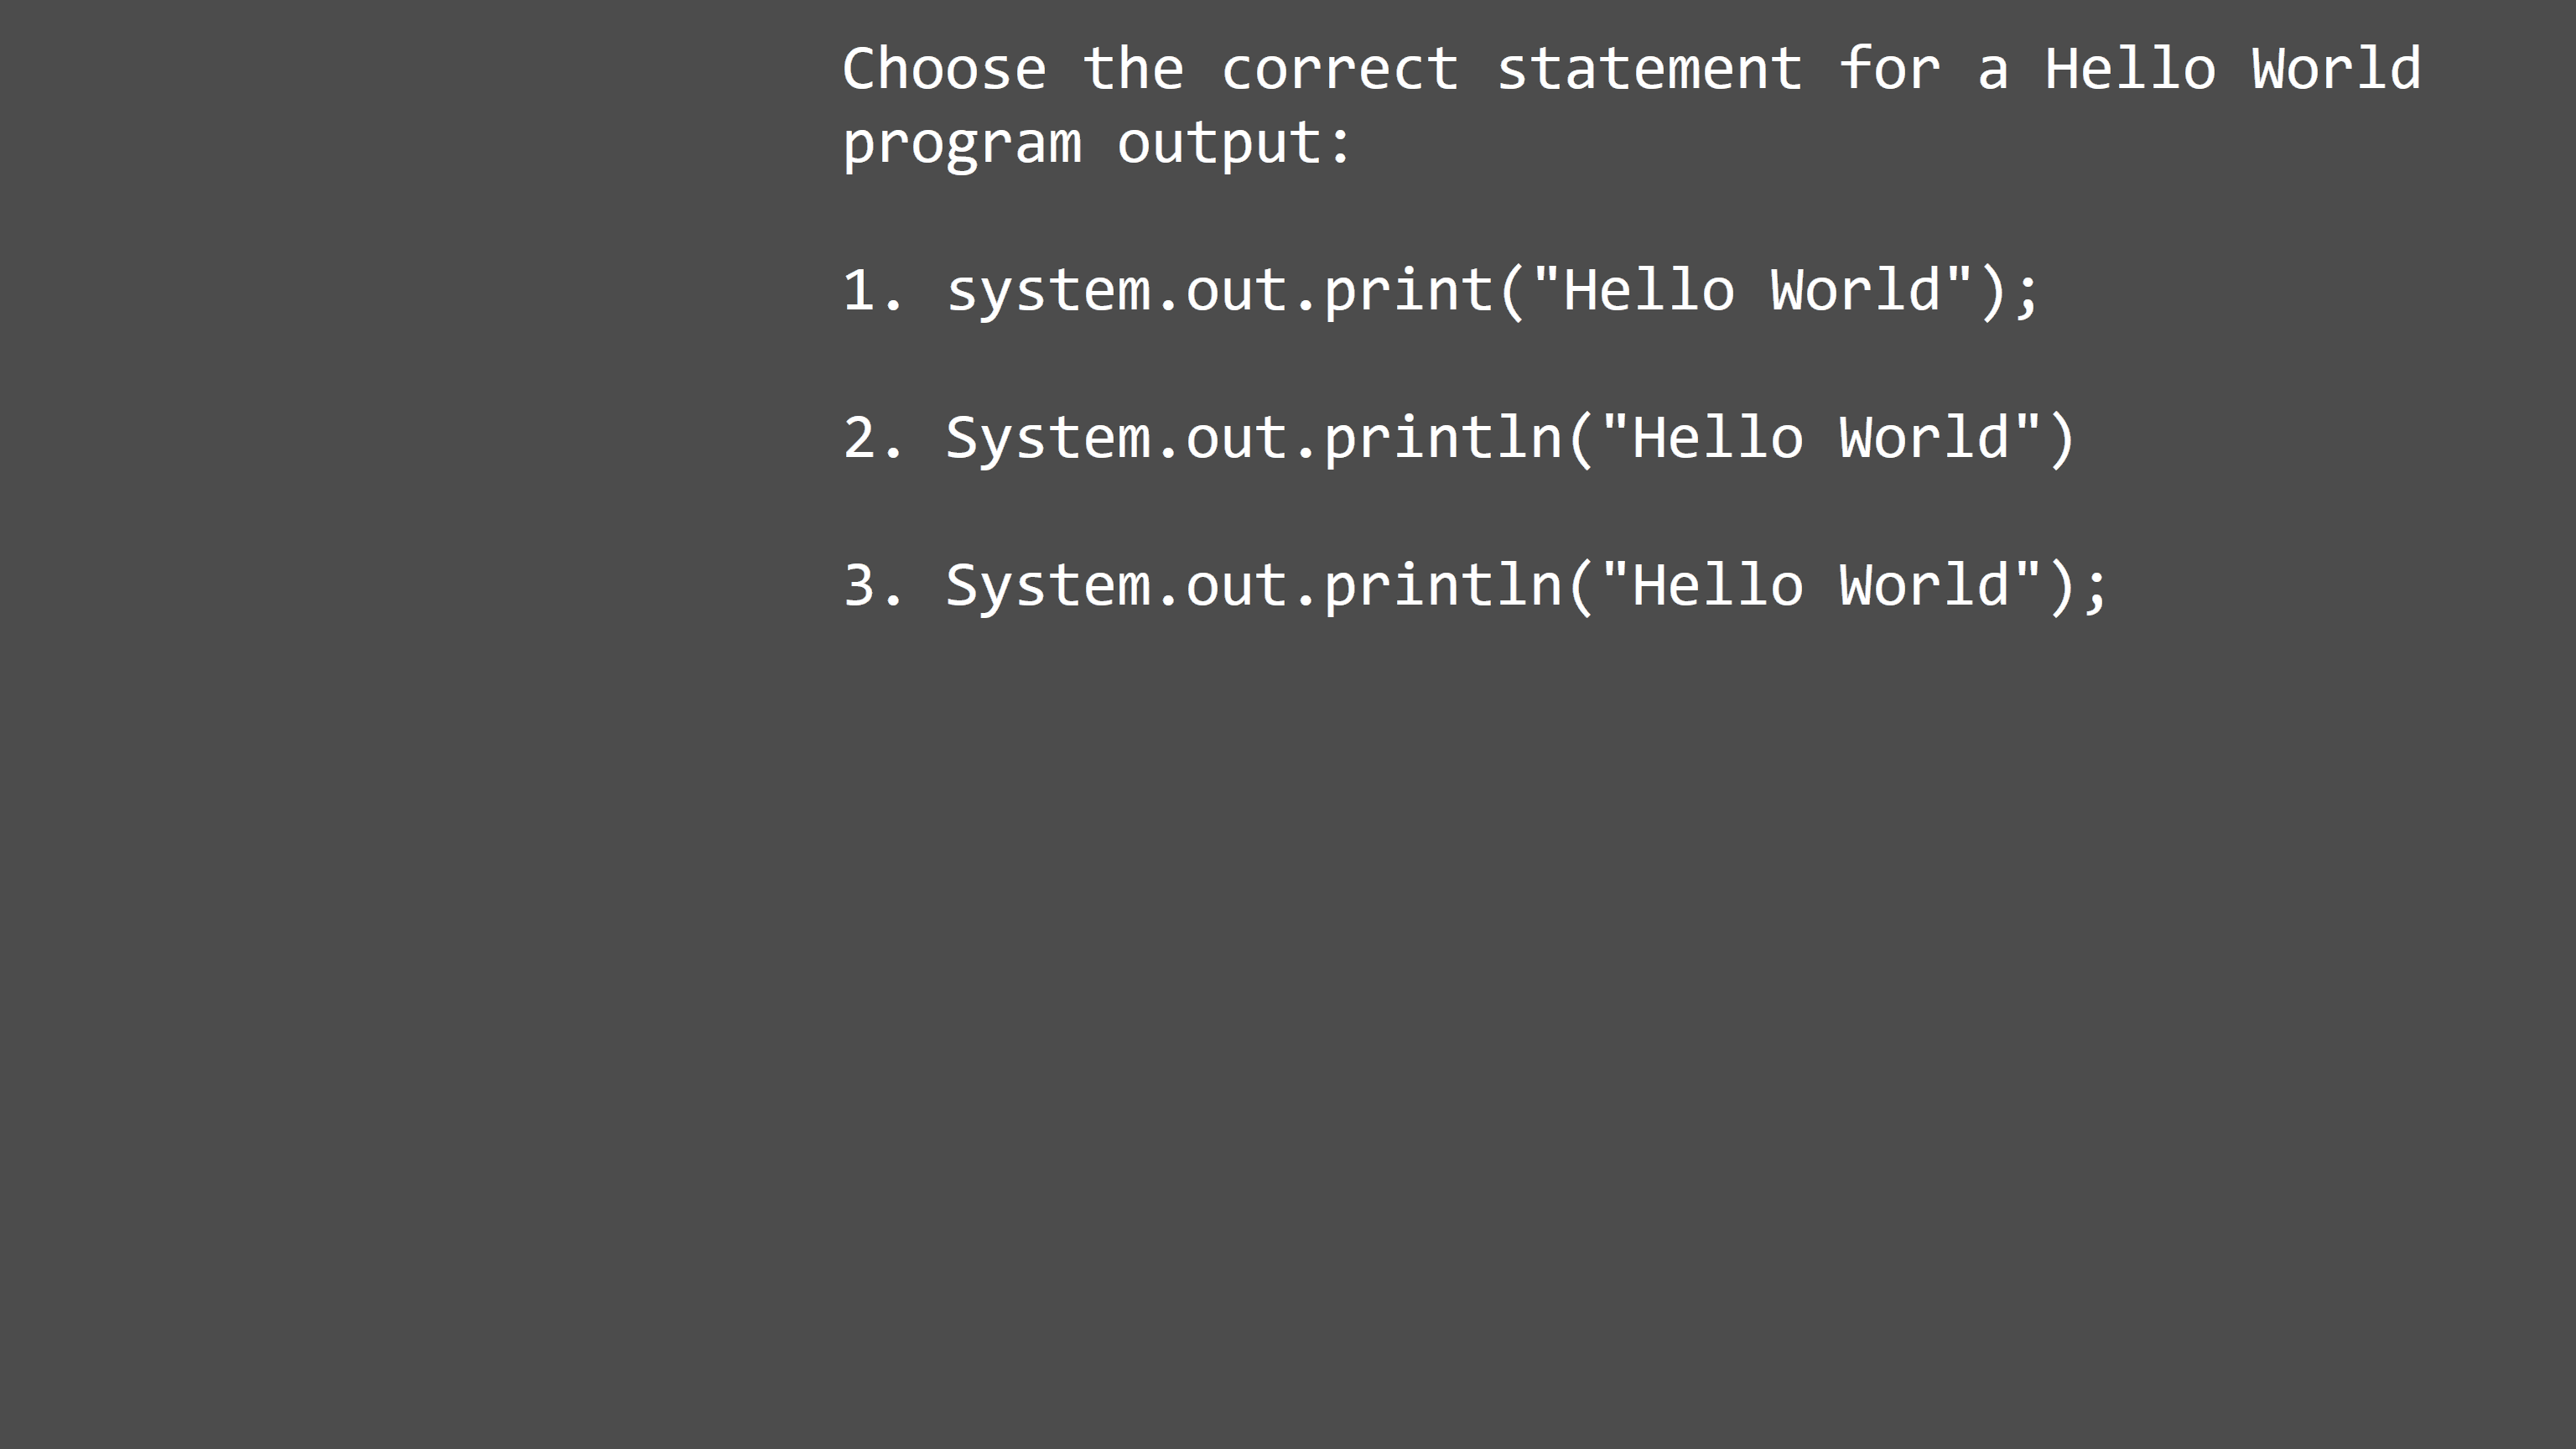 Choose the correct statement for a Hello World
program output:
1. system.out.print("Hello World");
2. System.out.println("Hello World")
3. System.out.println("Hello World");